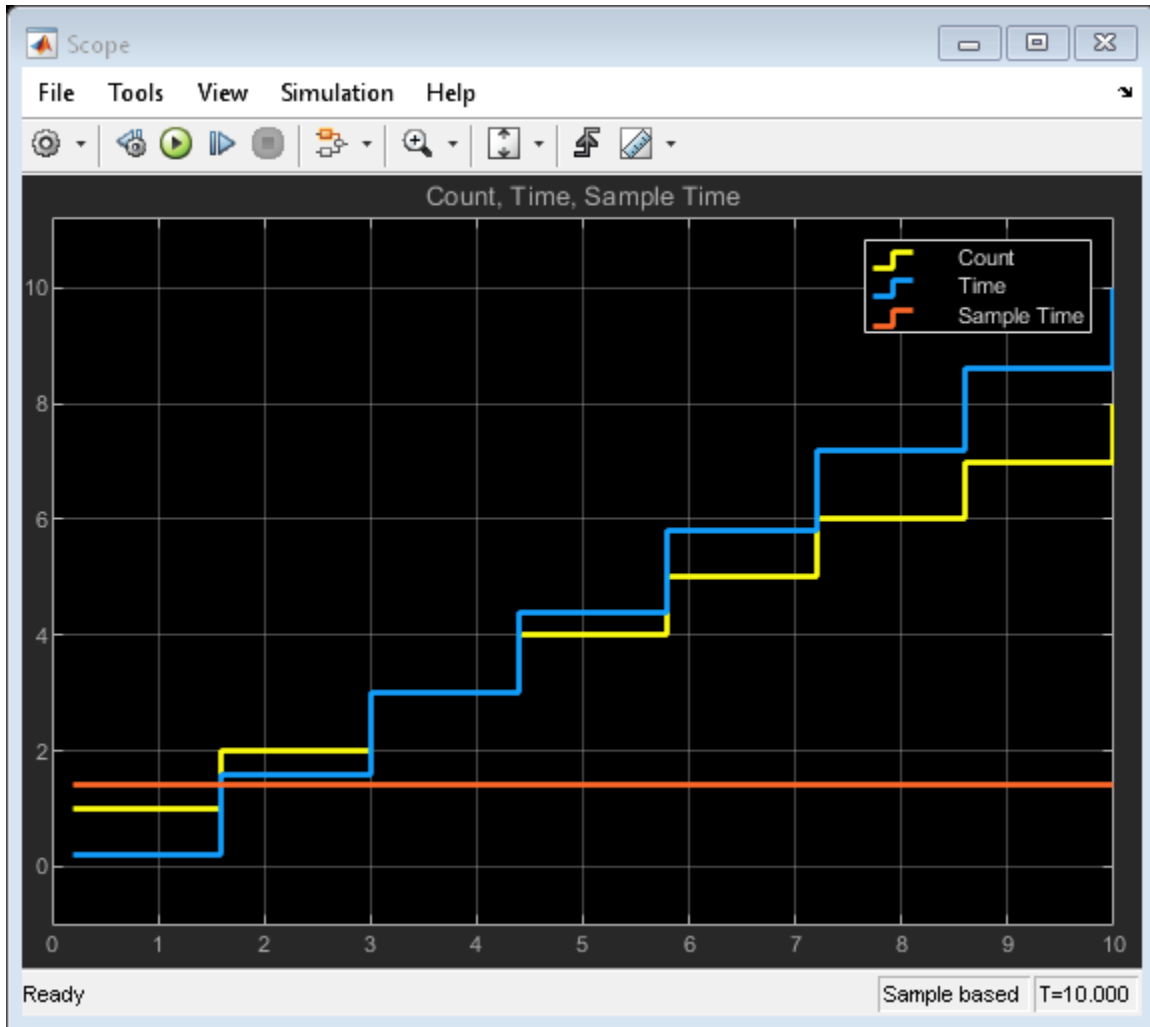 Scope
File Tools View Simulation Help
Count, Time, Sample Time
Count
Time
Sample Time
10
8
6
4
2
0
0 1 2 3 4 5 6 7 8 9 10
Ready Sample based T=10.000